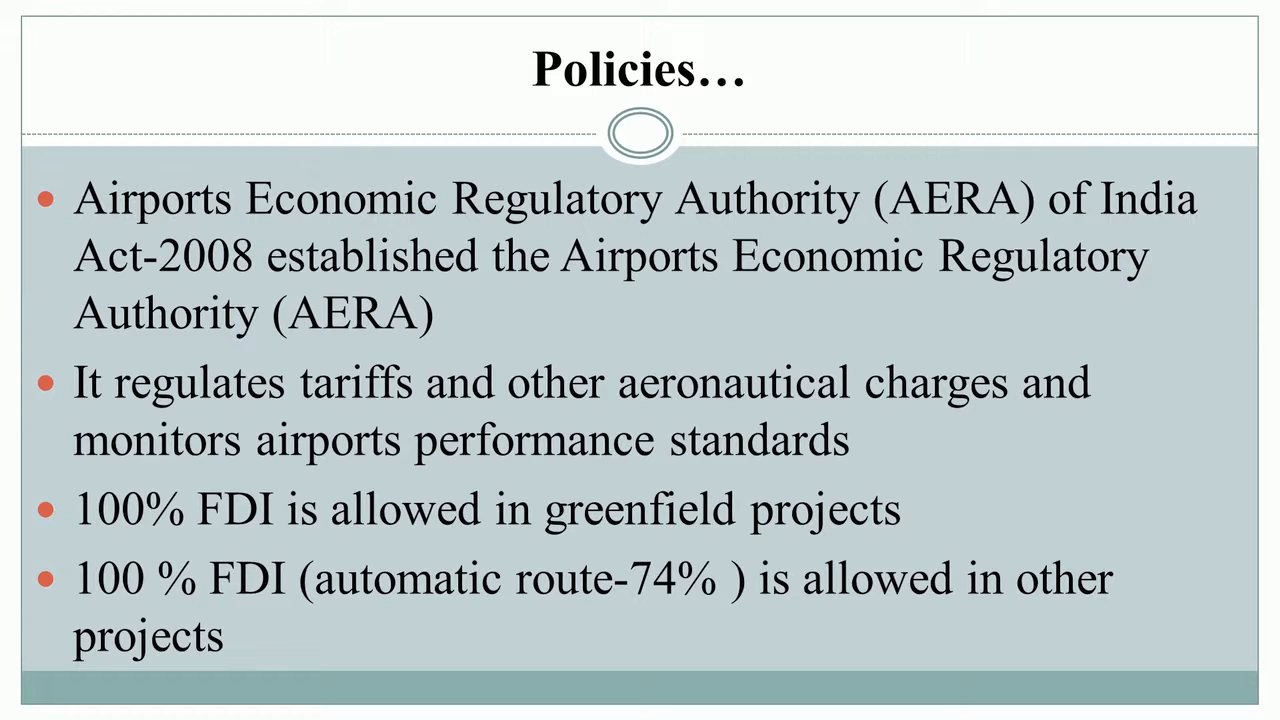 Policies…
• Airports Economic Regulatory Authority (AERA) of India
Act-2008 established the Airports Economic Regulatory
Authority (AERA)
• It regulates tariffs and other aeronautical charges and
monitors airports performance standards
• 100% FDI is allowed in greenfield projects
• 100 % FDI (automatic route-74% ) is allowed in other
projects